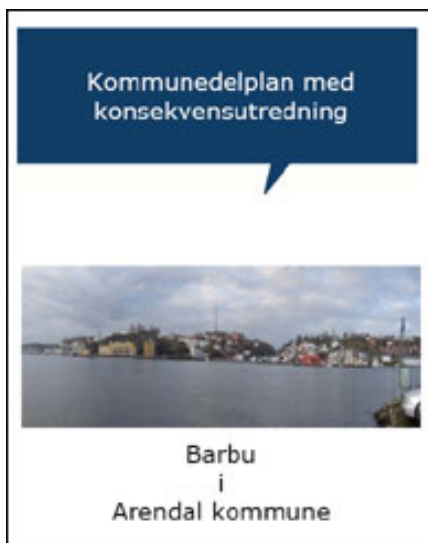 Kommunedelplan med
konsekvensutredning
Barbu
i
Arendal kommune